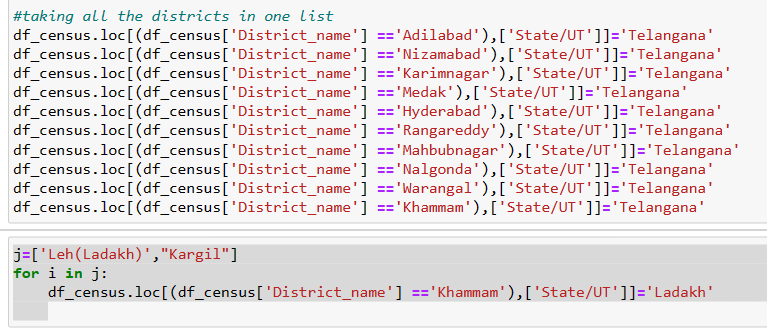 #taking all the districts in one list
df_census.loc[(df_census['District_name'] =='Adilabad'),['State/UT']]='Telangana'
df_census.loc[(df_census['District_name'] =='Nizamabad'),['State/UT']]='Telangana'
df_census.loc[(df_census['District_name'] =='Karimnagar'),['State/UT']]='Telangana'
df_census.loc[(df_census['District_name'] =='Medak'),['State/UT']]='Telangana'
df_census.loc[(df_census['District_name'] =='Hyderabad'),['State/UT']]='Telangana'
df_census.loc[(df_census['District_name'] =='Rangareddy'),['State/UT']]='Telangana'
df_census.loc[(df_census['District_name'] =='Mahbubnagar'),['State/UT']]='Telangana'
df_census.loc[(df_census['District_name'] =='Nalgonda'),['State/UT']]='Telangana'
df_census.loc[(df_census['District_name'] =='Warangal'),['State/UT']]='Telangana'
df_census.loc[(df_census['District_name'] =='Khammam'),['State/UT']]='Telangana'
j=['Leh(Ladakh)',"Kargil"]
for i in j:
    df_census.loc[(df_census['District_name'] =='Khammam'),['State/UT']]='Ladakh'